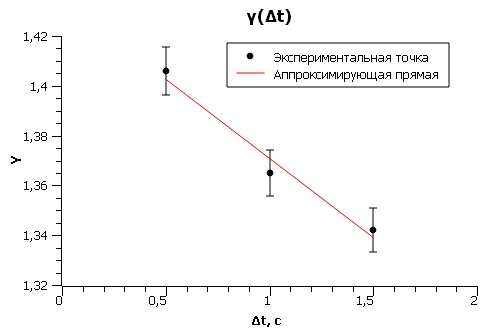 γ(Δt)
1,42
Экспериментальная точка
Аппроксимирующая прямая
1,4
1,38
γ
1,36
1,34
1,32
0 0,5 1 1,5 2
Δt, с